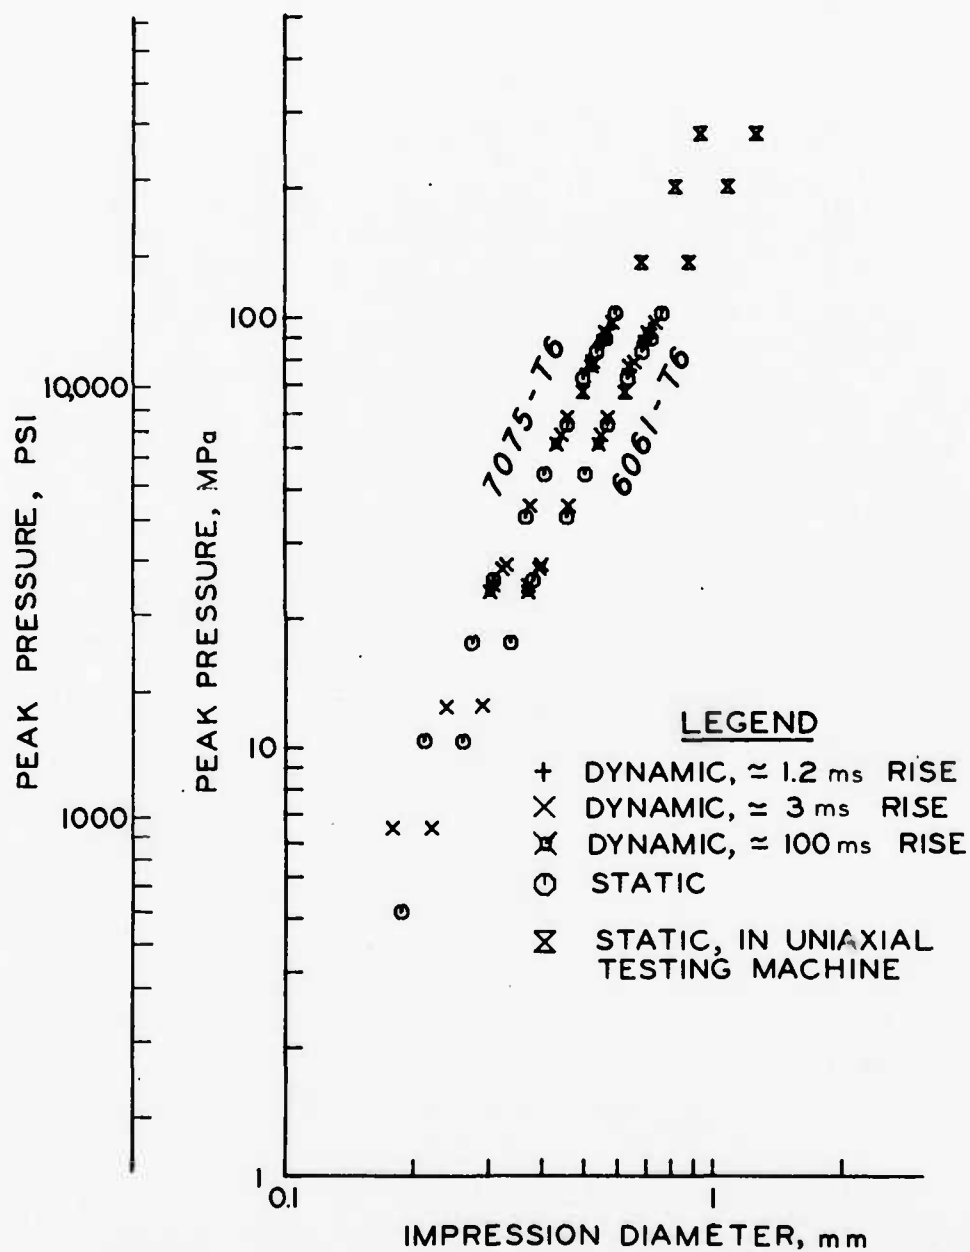 PEAK PRESSURE, PSI
10,000
1000
PEAK PRESSURE, MPa
100
10
1
7075-T6
6061-T6
LEGEND
+ DYNAMIC, ≃ 1.2 ms RISE
× DYNAMIC, ≃ 3 ms RISE
DYNAMIC, ≃ 100 ms RISE
STATIC
STATIC, IN UNIAXIAL
TESTING MACHINE
0.1
1
IMPRESSION DIAMETER, mm